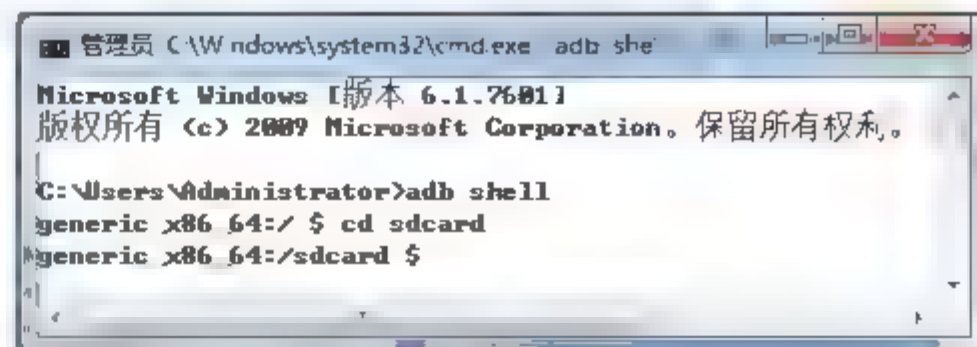 管理员 C:\Windows\system32\cmd.exe adb she
Microsoft Windows [版本 6.1.7601]
版权所有 (c) 2009 Microsoft Corporation。保留所有权利。
C:\Users\Administrator>adb shell
generic_x86_64:/ $ cd sdcard
generic_x86_64:/sdcard $